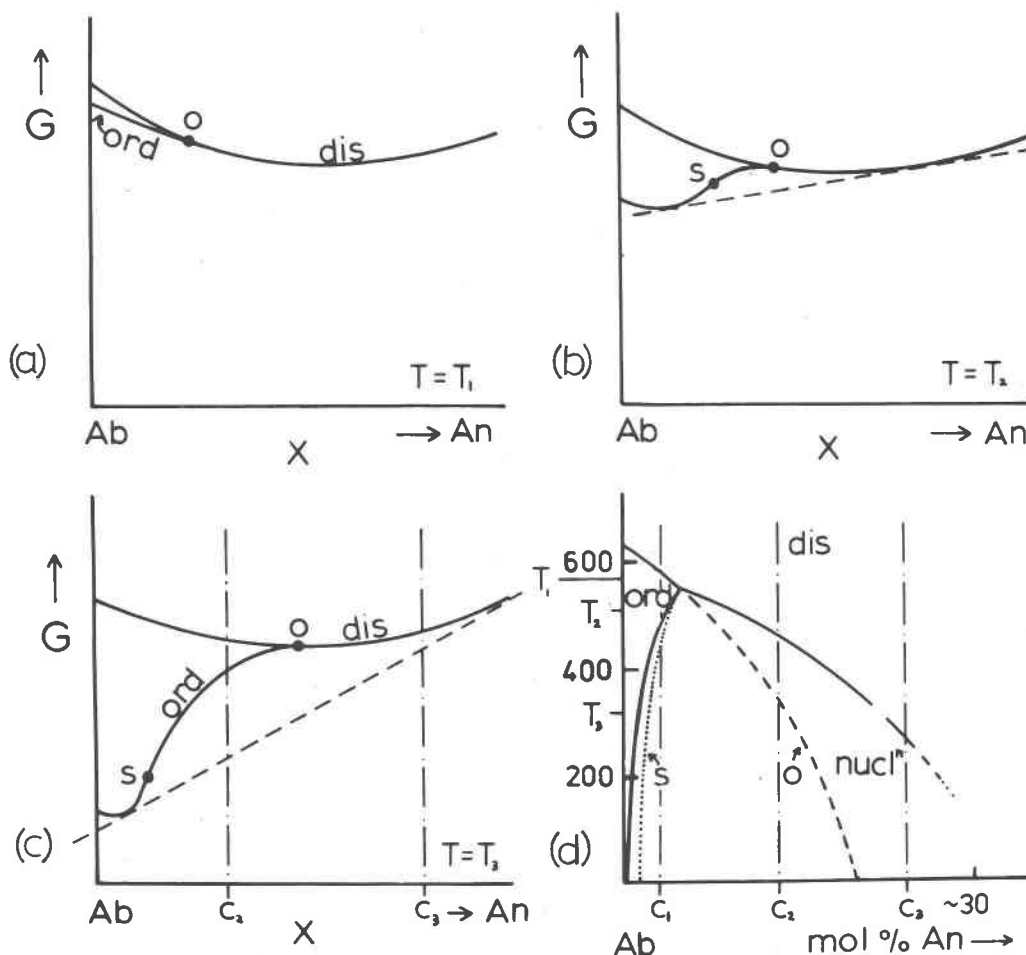 G
ord
O
dis
(a)
T = T₁
Ab
X
→ An
G
S
O
(b)
T = T₂
Ab
X
→ An
G
ord
O
dis
S
(c)
T = T₃
Ab
C₂
X
C₃ → An
T₁
600
T₂
400
T₃
200
ord
dis
S
O
nuclⁿ
(d)
C₁
C₂
C₃
~30
Ab
mol % An →